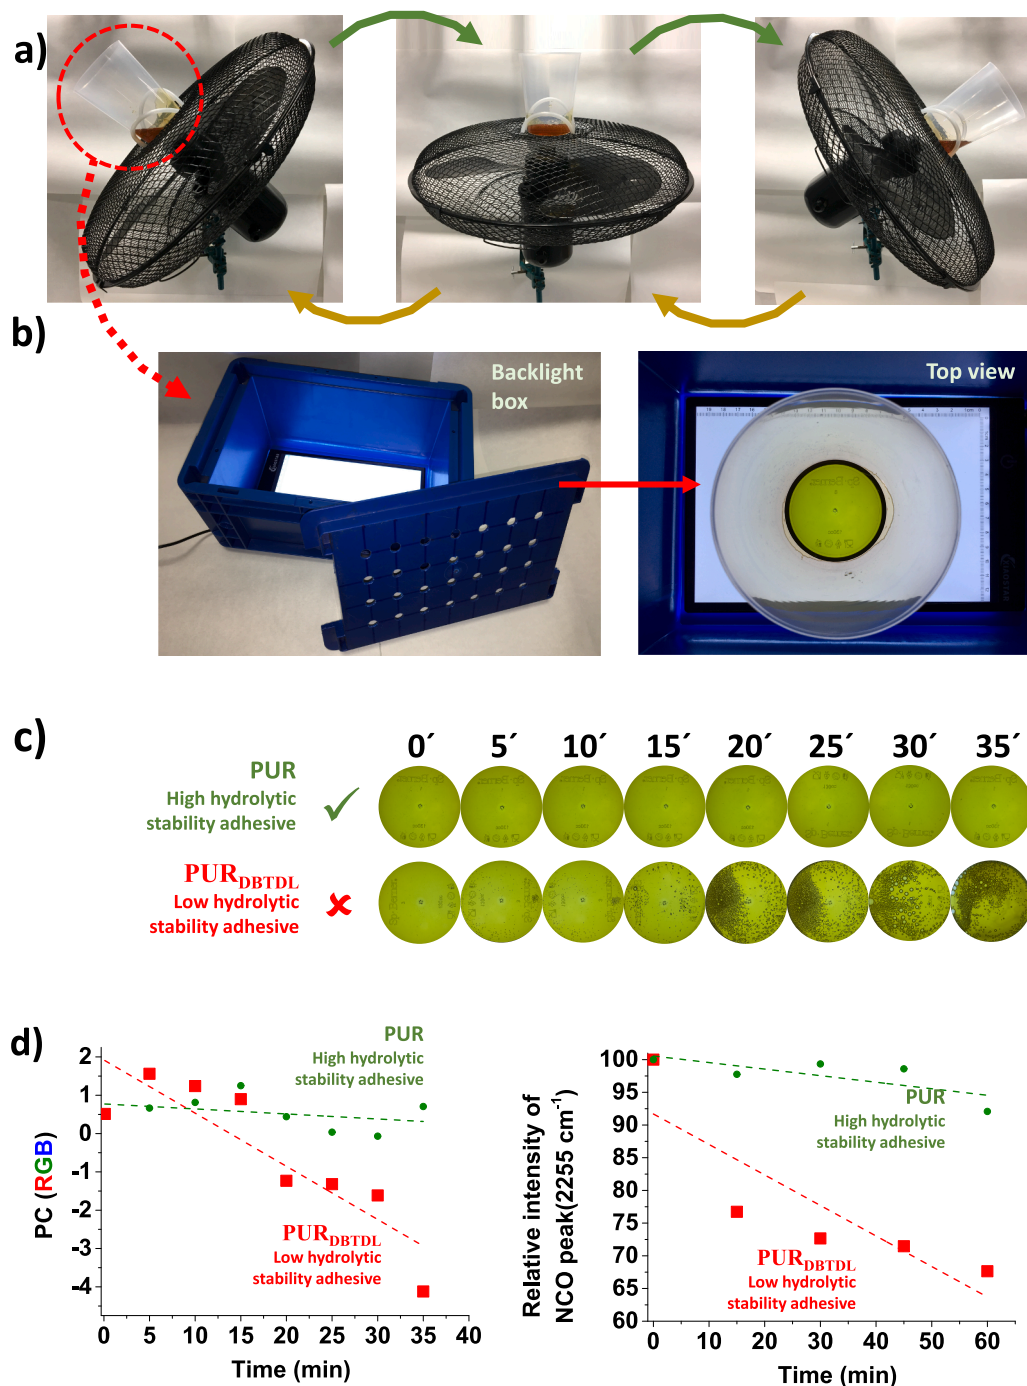 a)
b)
Backlight
box
Top view
c)
0´ 5´ 10´ 15´ 20´ 25´ 30´ 35´
PUR
High hydrolytic
stability adhesive
PUR_DBTDL
Low hydrolytic
stability adhesive
d)
PUR
High hydrolytic
stability adhesive
2
1
0
-1
-2
-3
-4
PC (RGB)
PUR_DBTDL
Low hydrolytic
stability adhesive
0 5 10 15 20 25 30 35 40
Time (min)
100
95
90
85
80
75
70
65
60
Relative intensity of
NCO peak(2255 cm⁻¹)
PUR
High hydrolytic
stability adhesive
PUR_DBTDL
Low hydrolytic
stability adhesive
0 10 20 30 40 50 60
Time (min)